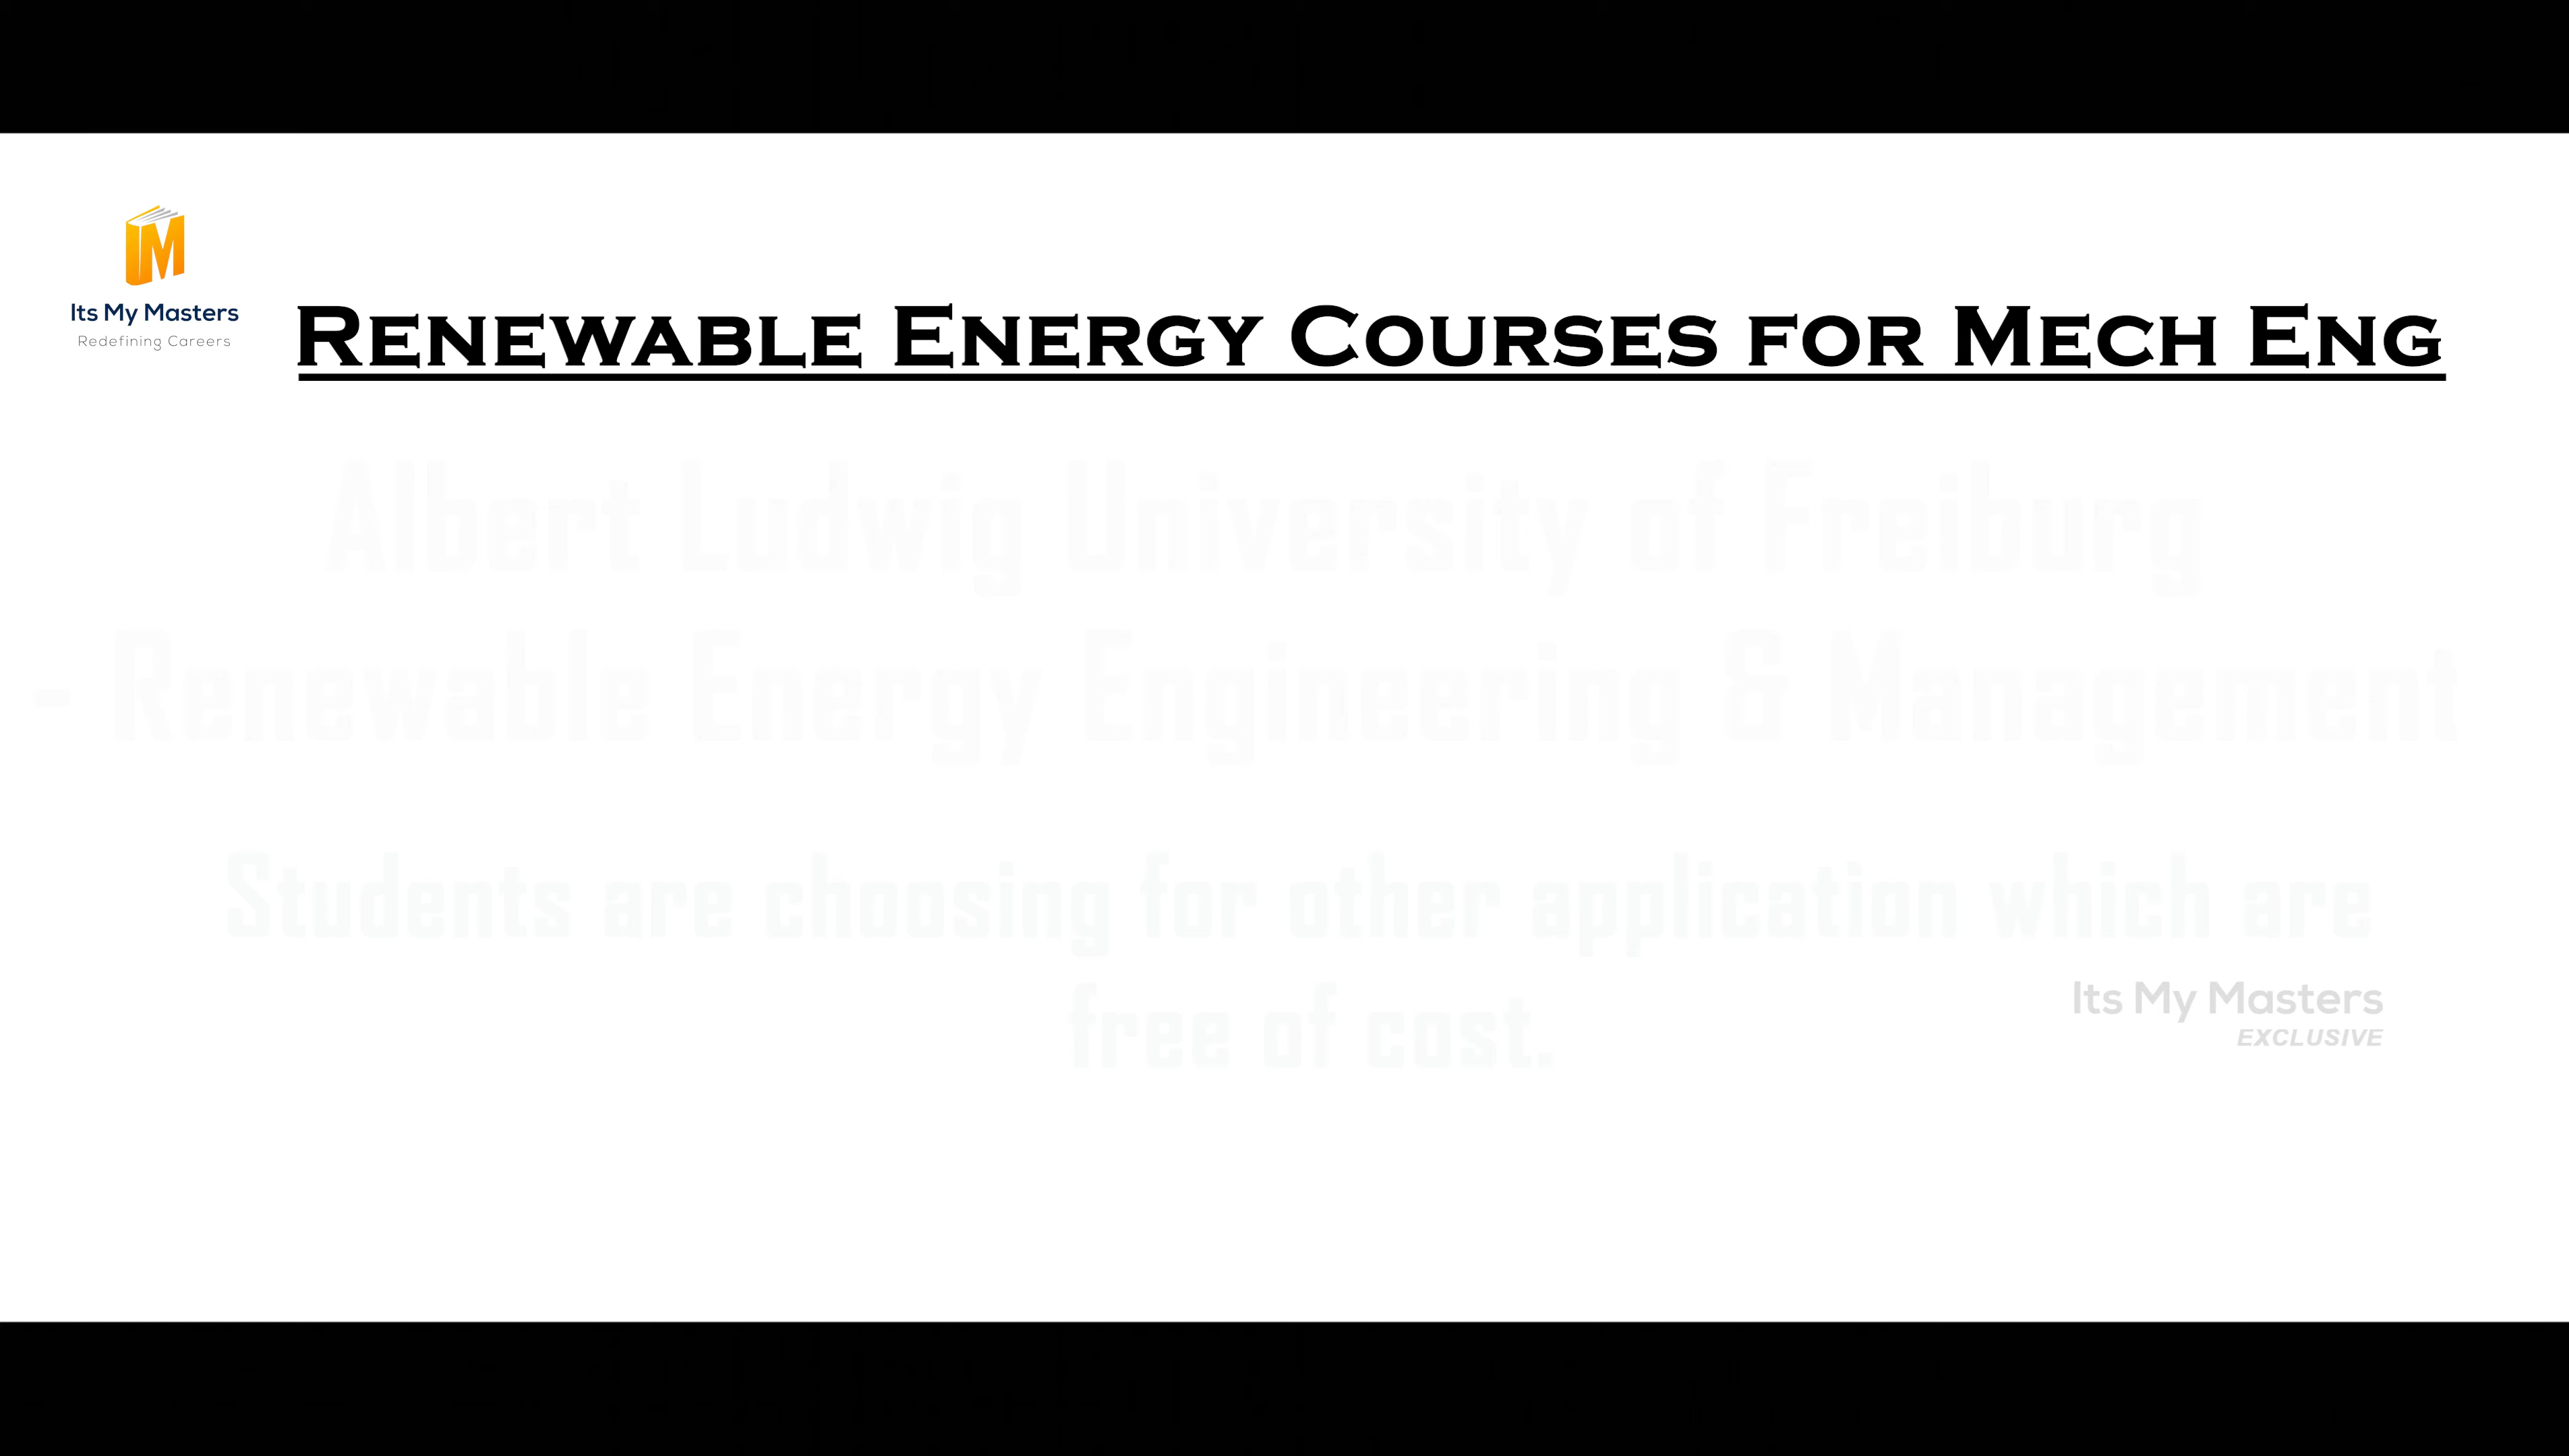 Its My Masters
Redefining Careers
RENEWABLE ENERGY COURSES FOR MECH ENG
Albert Ludwig University of Freiburg
- Renewable Energy Engineering & Management
Students are choosing for other application which are
free of cost.
Its My Masters
EXCLUSIVE